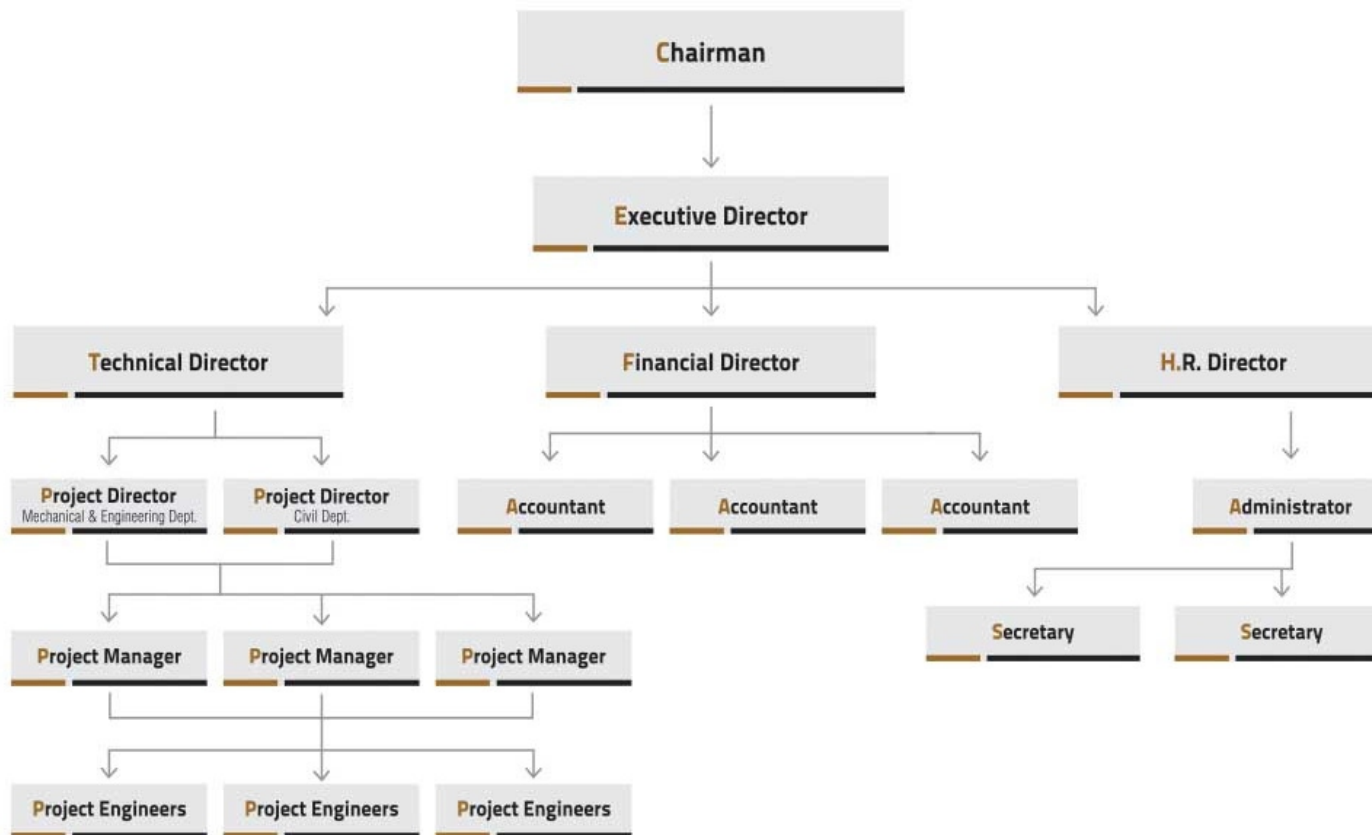 Chairman
Executive Director
Technical Director
Financial Director
H.R. Director
Project Director
Mechanical & Engineering Dept.
Project Director
Civil Dept.
Accountant
Accountant
Accountant
Administrator
Secretary
Secretary
Project Manager
Project Manager
Project Manager
Project Engineers
Project Engineers
Project Engineers